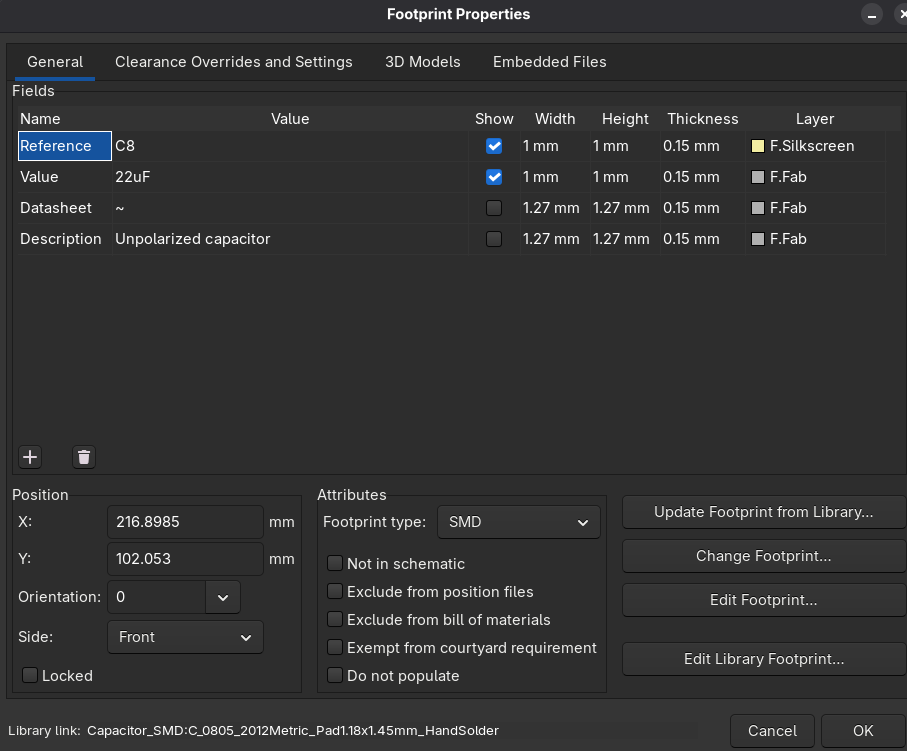 Footprint Properties
General Clearance Overrides and Settings 3D Models Embedded Files
Fields
Name Value Show Width Height Thickness Layer
Reference C8 1 mm 1 mm 0.15 mm F.Silkscreen
Value 22uF 1 mm 1 mm 0.15 mm F.Fab
Datasheet ~ 1.27 mm 1.27 mm 0.15 mm F.Fab
Description Unpolarized capacitor 1.27 mm 1.27 mm 0.15 mm F.Fab
Position
X: 216.8985 mm
Y: 102.053 mm
Orientation: 0
Side: Front
Locked
Attributes
Footprint type: SMD
Not in schematic
Exclude from position files
Exclude from bill of materials
Exempt from courtyard requirement
Do not populate
Update Footprint from Library...
Change Footprint...
Edit Footprint...
Edit Library Footprint...
Library link: Capacitor_SMD:C_0805_2012Metric_Pad1.18x1.45mm_HandSolder
Cancel OK